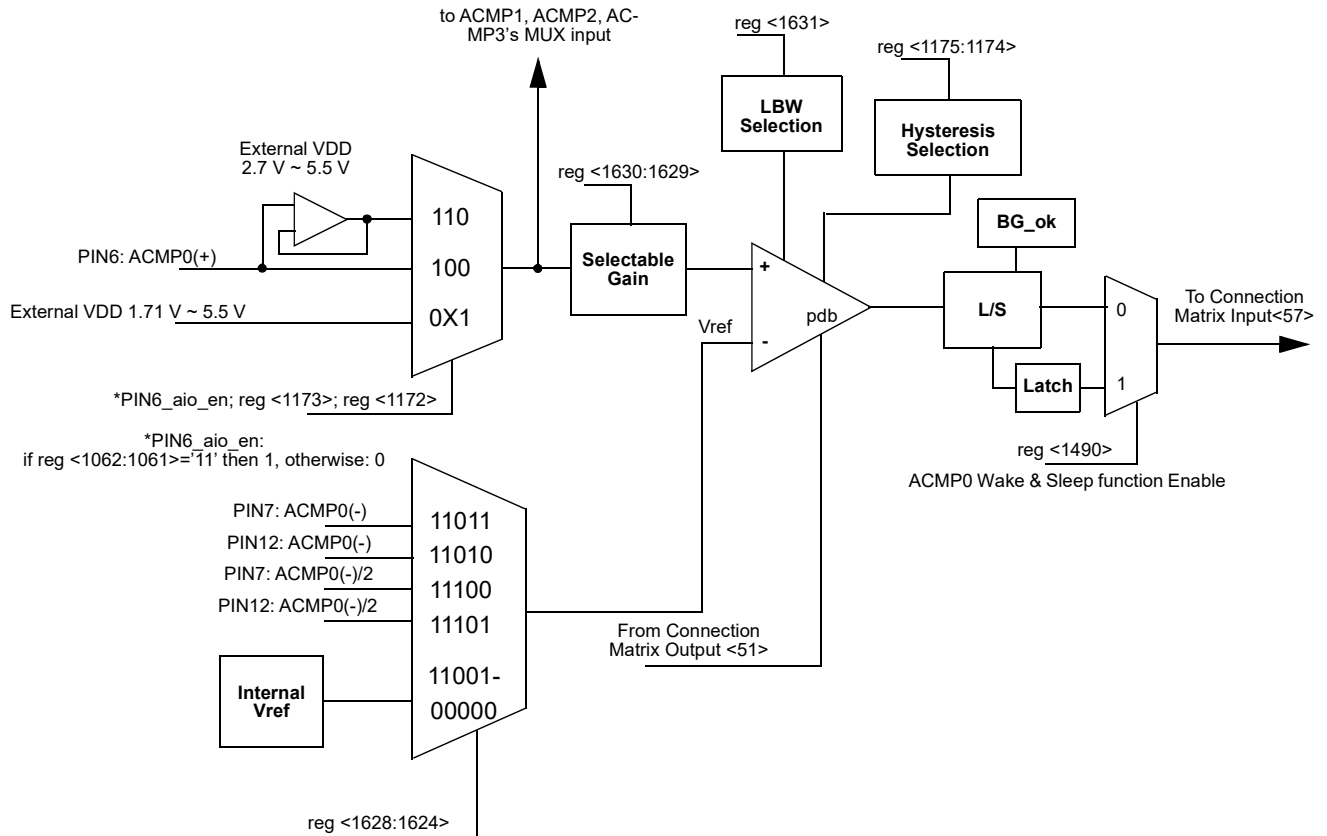 to ACMP1, ACMP2, AC-
MP3's MUX input
reg <1631>
reg <1175:1174>
LBW
Selection
Hysteresis
Selection
External VDD
2.7 V ~ 5.5 V
reg <1630:1629>
110
BG_ok
PIN6: ACMP0(+)
100
Selectable
Gain
+
External VDD 1.71 V ~ 5.5 V
0X1
Vref
pdb
-
L/S
0
To Connection
Matrix Input<57>
Latch
1
*PIN6_aio_en; reg <1173>; reg <1172>
*PIN6_aio_en:
if reg <1062:1061>='11' then 1, otherwise: 0
reg <1490>
ACMP0 Wake & Sleep function Enable
PIN7: ACMP0(-)
11011
PIN12: ACMP0(-)
11010
PIN7: ACMP0(-)/2
11100
PIN12: ACMP0(-)/2
11101
From Connection
Matrix Output <51>
Internal
Vref
11001-
00000
reg <1628:1624>